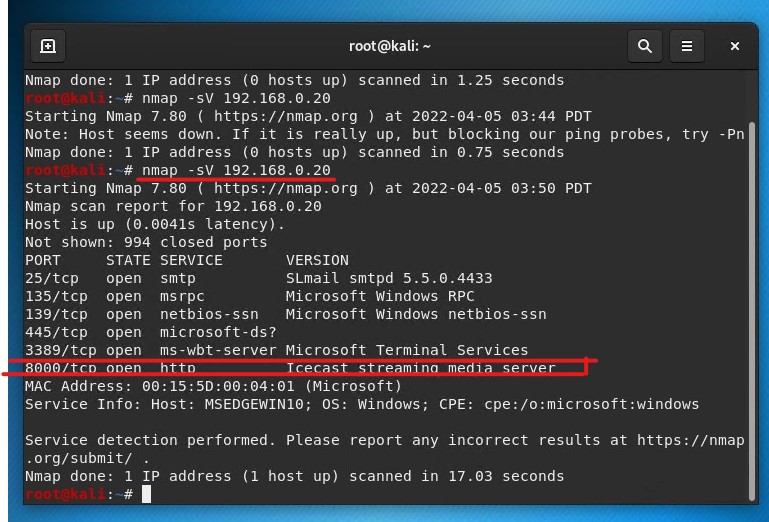 root@kali: ~
Nmap done: 1 IP address (0 hosts up) scanned in 1.25 seconds
root@kali:~# nmap -sV 192.168.0.20
Starting Nmap 7.80 ( https://nmap.org ) at 2022-04-05 03:44 PDT
Note: Host seems down. If it is really up, but blocking our ping probes, try -Pn
Nmap done: 1 IP address (0 hosts up) scanned in 0.75 seconds
root@kali:~# nmap -sV 192.168.0.20
Starting Nmap 7.80 ( https://nmap.org ) at 2022-04-05 03:50 PDT
Nmap scan report for 192.168.0.20
Host is up (0.0041s latency).
Not shown: 994 closed ports
PORT     STATE SERVICE       VERSION
25/tcp   open  smtp          SLmail smtpd 5.5.0.4433
135/tcp  open  msrpc         Microsoft Windows RPC
139/tcp  open  netbios-ssn   Microsoft Windows netbios-ssn
445/tcp  open  microsoft-ds?
3389/tcp open  ms-wbt-server Microsoft Terminal Services
8000/tcp open  http          Icecast streaming media server
MAC Address: 00:15:5D:00:04:01 (Microsoft)
Service Info: Host: MSEDGEWIN10; OS: Windows; CPE: cpe:/o:microsoft:windows
Service detection performed. Please report any incorrect results at https://nmap
.org/submit/ .
Nmap done: 1 IP address (1 host up) scanned in 17.03 seconds
root@kali:~#